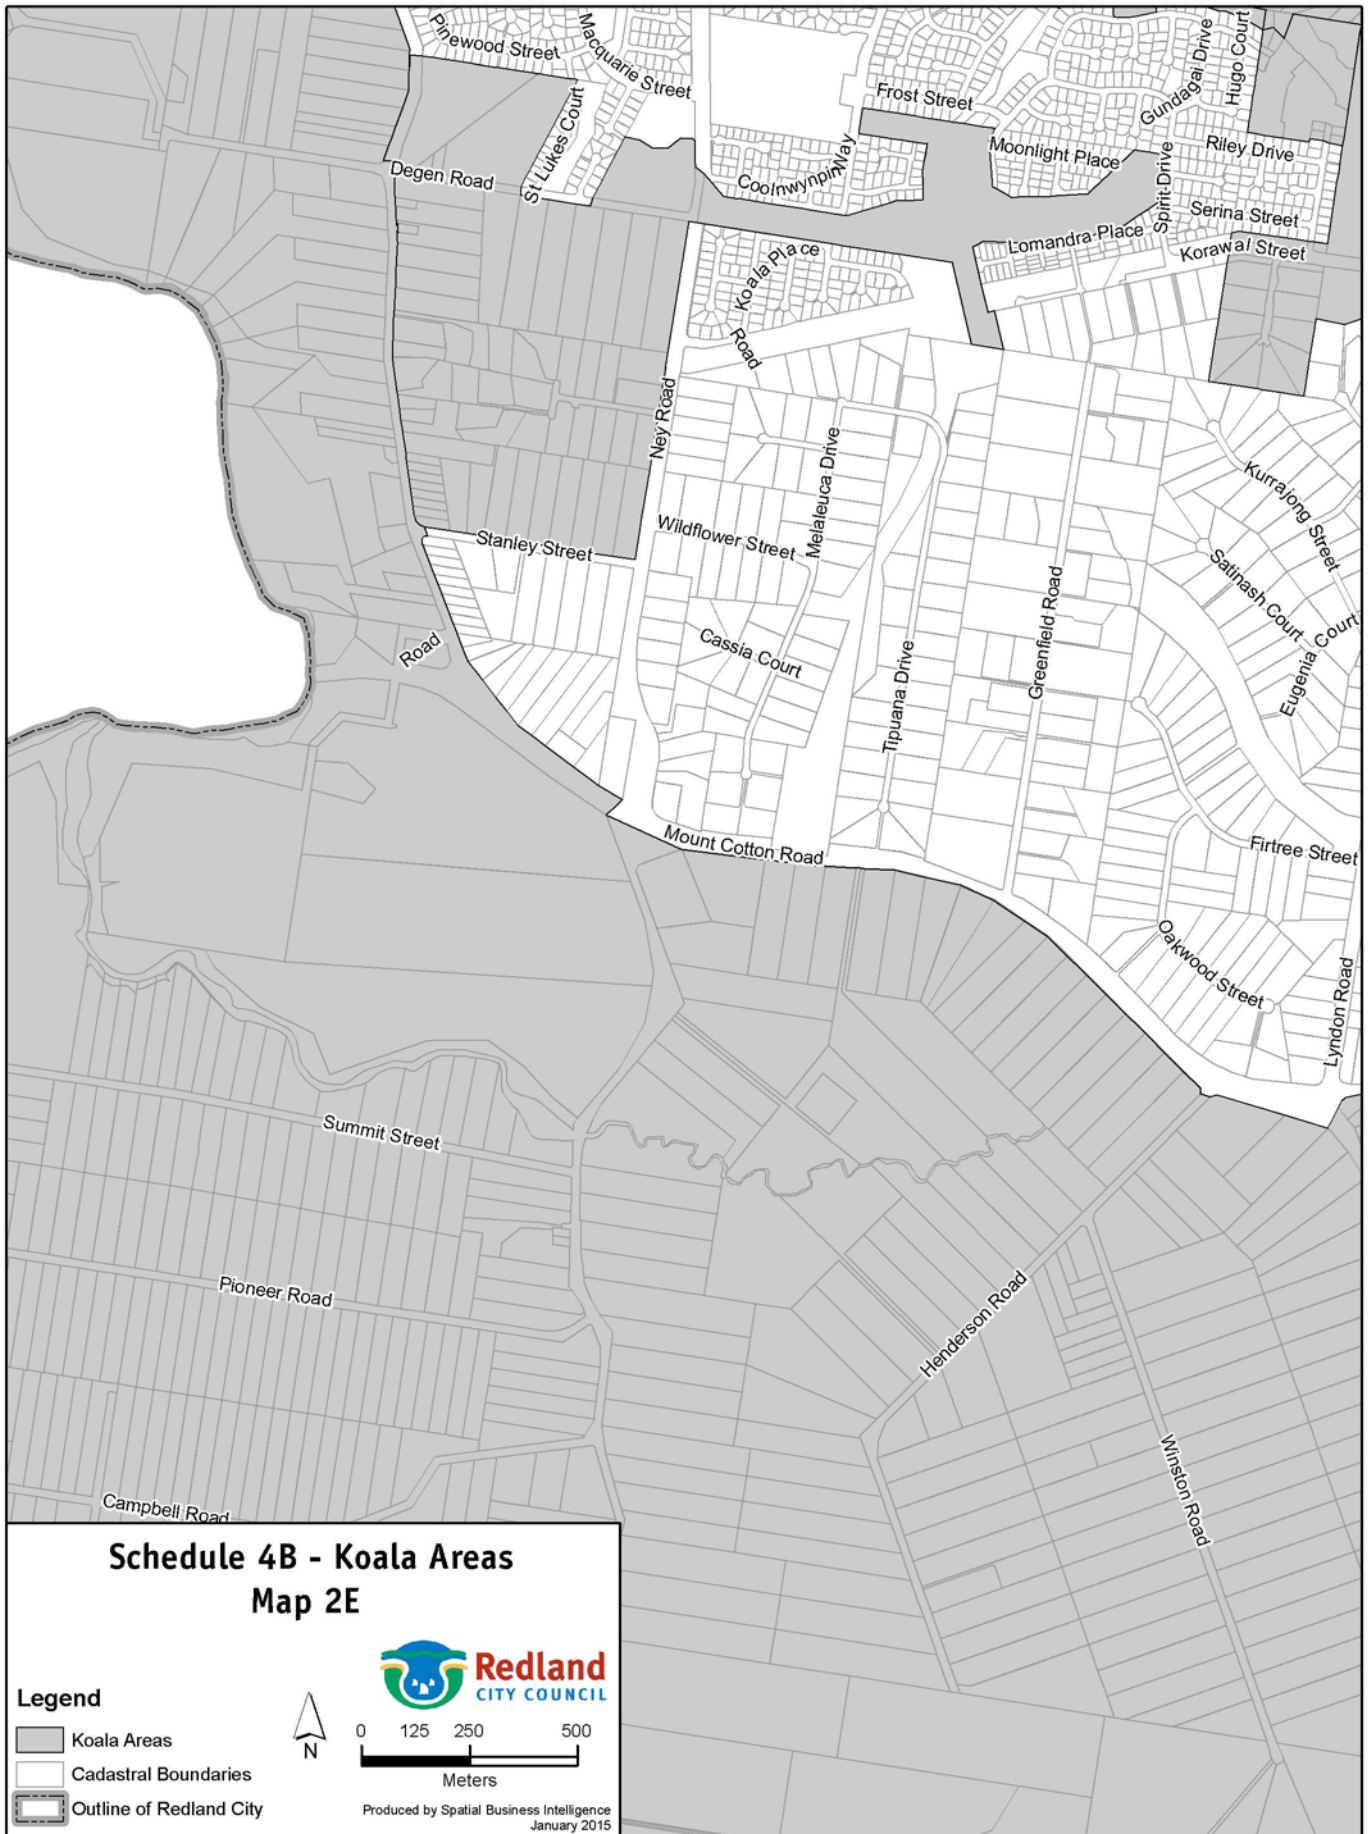 Pinewood Street
Macquarie Street
Gundagai Drive
Hugo Court
Frost Street
St Lukes Court
Moonlight Place
Riley Drive
Degen Road
Coolnwynpin Way
Spirit Drive
Serina Street
Lomandra Place
Korawal Street
Koala Place
Road
Ney Road
Melaleuca Drive
Kurrajong Street
Stanley Street
Wildflower Street
Satinash Court
Greenfield Road
Eugenia Court
Road
Cassia Court
Tipuana Drive
Mount Cotton Road
Firtree Street
Oakwood Street
Lyndon Road
Summit Street
Pioneer Road
Henderson Road
Winston Road
Campbell Road
Schedule 4B - Koala Areas
Map 2E
Redland
CITY COUNCIL
Legend
Koala Areas
Cadastral Boundaries
Outline of Redland City
N
0 125 250 500
Meters
Produced by Spatial Business Intelligence
January 2015